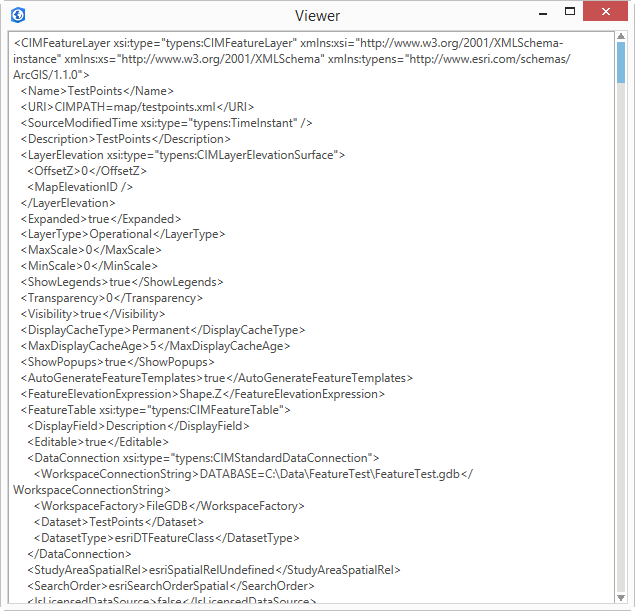 Viewer
<CIMFeatureLayer xsi:type="typens:CIMFeatureLayer" xmlns:xsi="http://www.w3.org/2001/XMLSchema-
instance" xmlns:xs="http://www.w3.org/2001/XMLSchema" xmlns:typens="http://www.esri.com/schemas/
ArcGIS/1.1.0">
<Name>TestPoints</Name>
<URI>CIMPATH=map/testpoints.xml</URI>
<SourceModifiedTime xsi:type="typens:TimeInstant" />
<Description>TestPoints</Description>
<LayerElevation xsi:type="typens:CIMLayerElevationSurface">
<OffsetZ>0</OffsetZ>
<MapElevationID />
</LayerElevation>
<Expanded>true</Expanded>
<LayerType>Operational</LayerType>
<MaxScale>0</MaxScale>
<MinScale>0</MinScale>
<ShowLegends>true</ShowLegends>
<Transparency>0</Transparency>
<Visibility>true</Visibility>
<DisplayCacheType>Permanent</DisplayCacheType>
<MaxDisplayCacheAge>5</MaxDisplayCacheAge>
<ShowPopups>true</ShowPopups>
<AutoGenerateFeatureTemplates>true</AutoGenerateFeatureTemplates>
<FeatureElevationExpression>Shape.Z</FeatureElevationExpression>
<FeatureTable xsi:type="typens:CIMFeatureTable">
<DisplayField>Description</DisplayField>
<Editable>true</Editable>
<DataConnection xsi:type="typens:CIMStandardDataConnection">
<WorkspaceConnectionString>DATABASE=C:\Data\FeatureTest\FeatureTest.gdb</
WorkspaceConnectionString>
<WorkspaceFactory>FileGDB</WorkspaceFactory>
<Dataset>TestPoints</Dataset>
<DatasetType>esriDTFeatureClass</DatasetType>
</DataConnection>
<StudyAreaSpatialRel>esriSpatialRelUndefined</StudyAreaSpatialRel>
<SearchOrder>esriSearchOrderSpatial</SearchOrder>
<IsLicensedDataSource>false</IsLicensedDataSource>